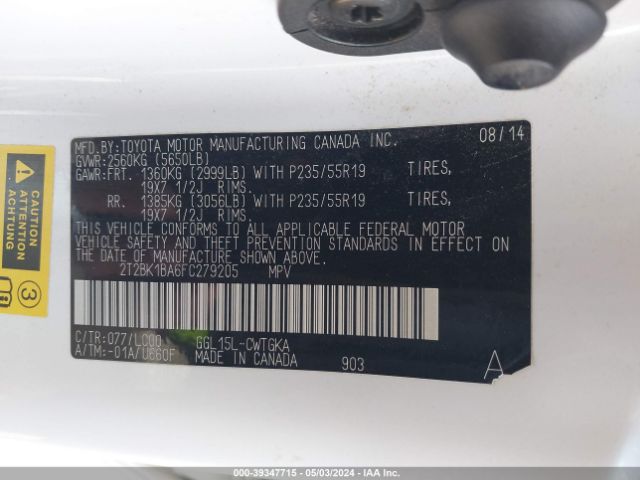 MFD.BY:TOYOTA MOTOR MANUFACTURING CANADA INC. 08/14
GVWR:2560KG (5650LB)
GAWR:FRT. 1360KG (2999LB) WITH P235/55R19 TIRES,
19X7 1/2J RIMS.
RR. 1385KG (3056LB) WITH P235/55R19 TIRES,
19X7 1/2J RIMS.
THIS VEHICLE CONFORMS TO ALL APPLICABLE FEDERAL MOTOR
VEHICLE SAFETY AND THEFT PREVENTION STANDARDS IN EFFECT ON
THE DATE OF MANUFACTURE SHOWN ABOVE.
2T2BK1BA6FC279205 MPV
C/TR:077/LC00 GGL15L-CWTGKA
A/TM:-01A/U660F MADE IN CANADA 903 A
CAUTION
ACHTUNG
3
000-39347715 - 05/03/2024 - IAA Inc.